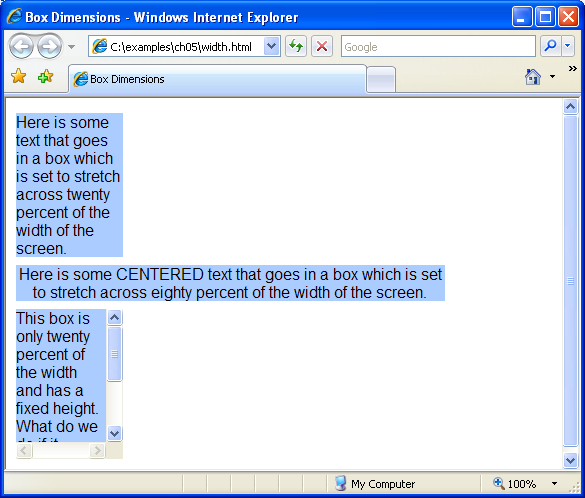 Box Dimensions - Windows Internet Explorer
C:\examples\ch05\width.html
Google
Box Dimensions
»
Here is some
text that goes
in a box which
is set to stretch
across twenty
percent of the
width of the
screen.
Here is some CENTERED text that goes in a box which is set
to stretch across eighty percent of the width of the screen.
This box is
only twenty
percent of
the width
and has a
fixed height.
What do we
do if it
My Computer
100%